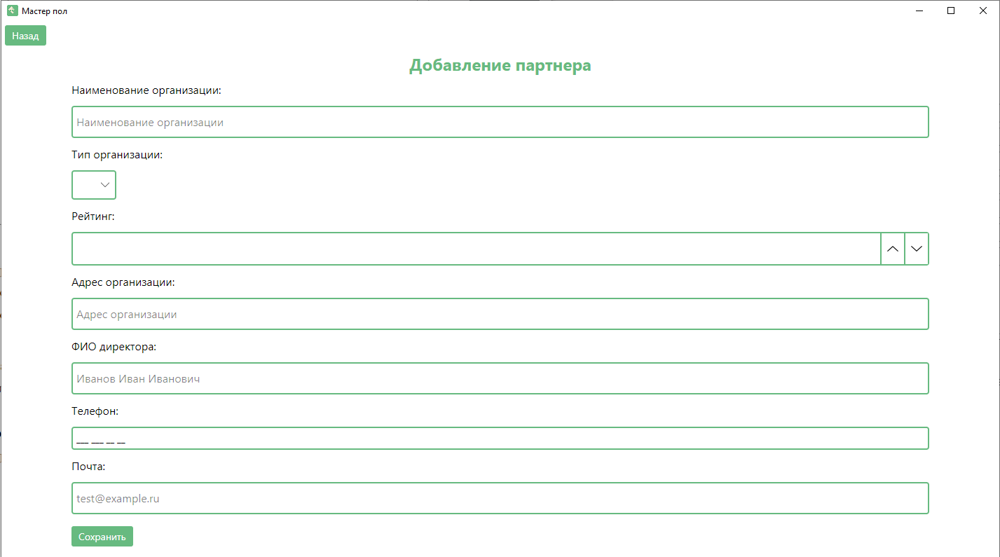 Мастер пол
Назад
Добавление партнера
Наименование организации:
Наименование организации
Тип организации:
Рейтинг:
Адрес организации:
Адрес организации
ФИО директора:
Иванов Иван Иванович
Телефон:
___ ___ __ __
Почта:
test@example.ru
Сохранить